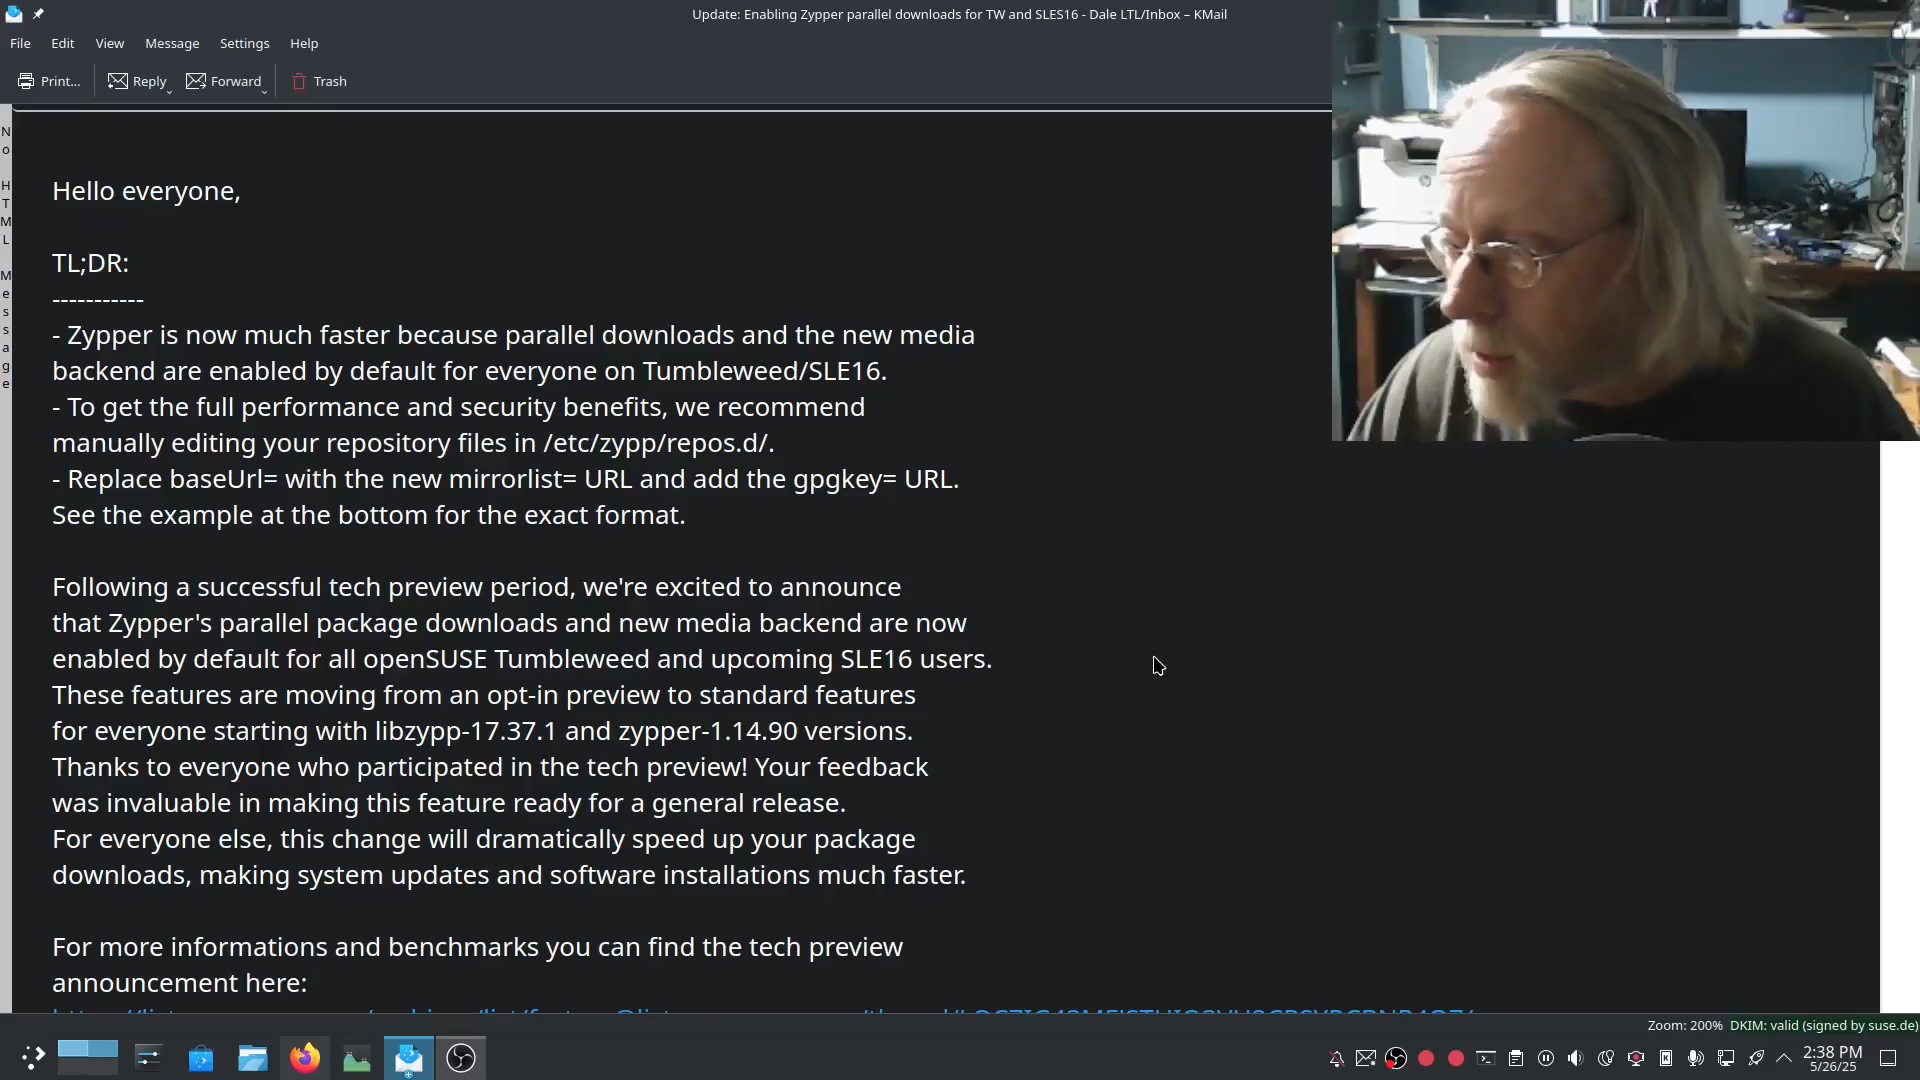 Update: Enabling Zypper parallel downloads for TW and SLES16 - Dale LTL/Inbox – KMail
File Edit View Message Settings Help
Print... Reply Forward Trash
No HTML Message
Hello everyone,
TL;DR:
-----------
- Zypper is now much faster because parallel downloads and the new media
backend are enabled by default for everyone on Tumbleweed/SLE16.
- To get the full performance and security benefits, we recommend
manually editing your repository files in /etc/zypp/repos.d/.
- Replace baseUrl= with the new mirrorlist= URL and add the gpgkey= URL.
See the example at the bottom for the exact format.
Following a successful tech preview period, we're excited to announce
that Zypper's parallel package downloads and new media backend are now
enabled by default for all openSUSE Tumbleweed and upcoming SLE16 users.
These features are moving from an opt-in preview to standard features
for everyone starting with libzypp-17.37.1 and zypper-1.14.90 versions.
Thanks to everyone who participated in the tech preview! Your feedback
was invaluable in making this feature ready for a general release.
For everyone else, this change will dramatically speed up your package
downloads, making system updates and software installations much faster.
For more informations and benchmarks you can find the tech preview
announcement here:
Zoom: 200% DKIM: valid (signed by suse.de)
2:38 PM
5/26/25